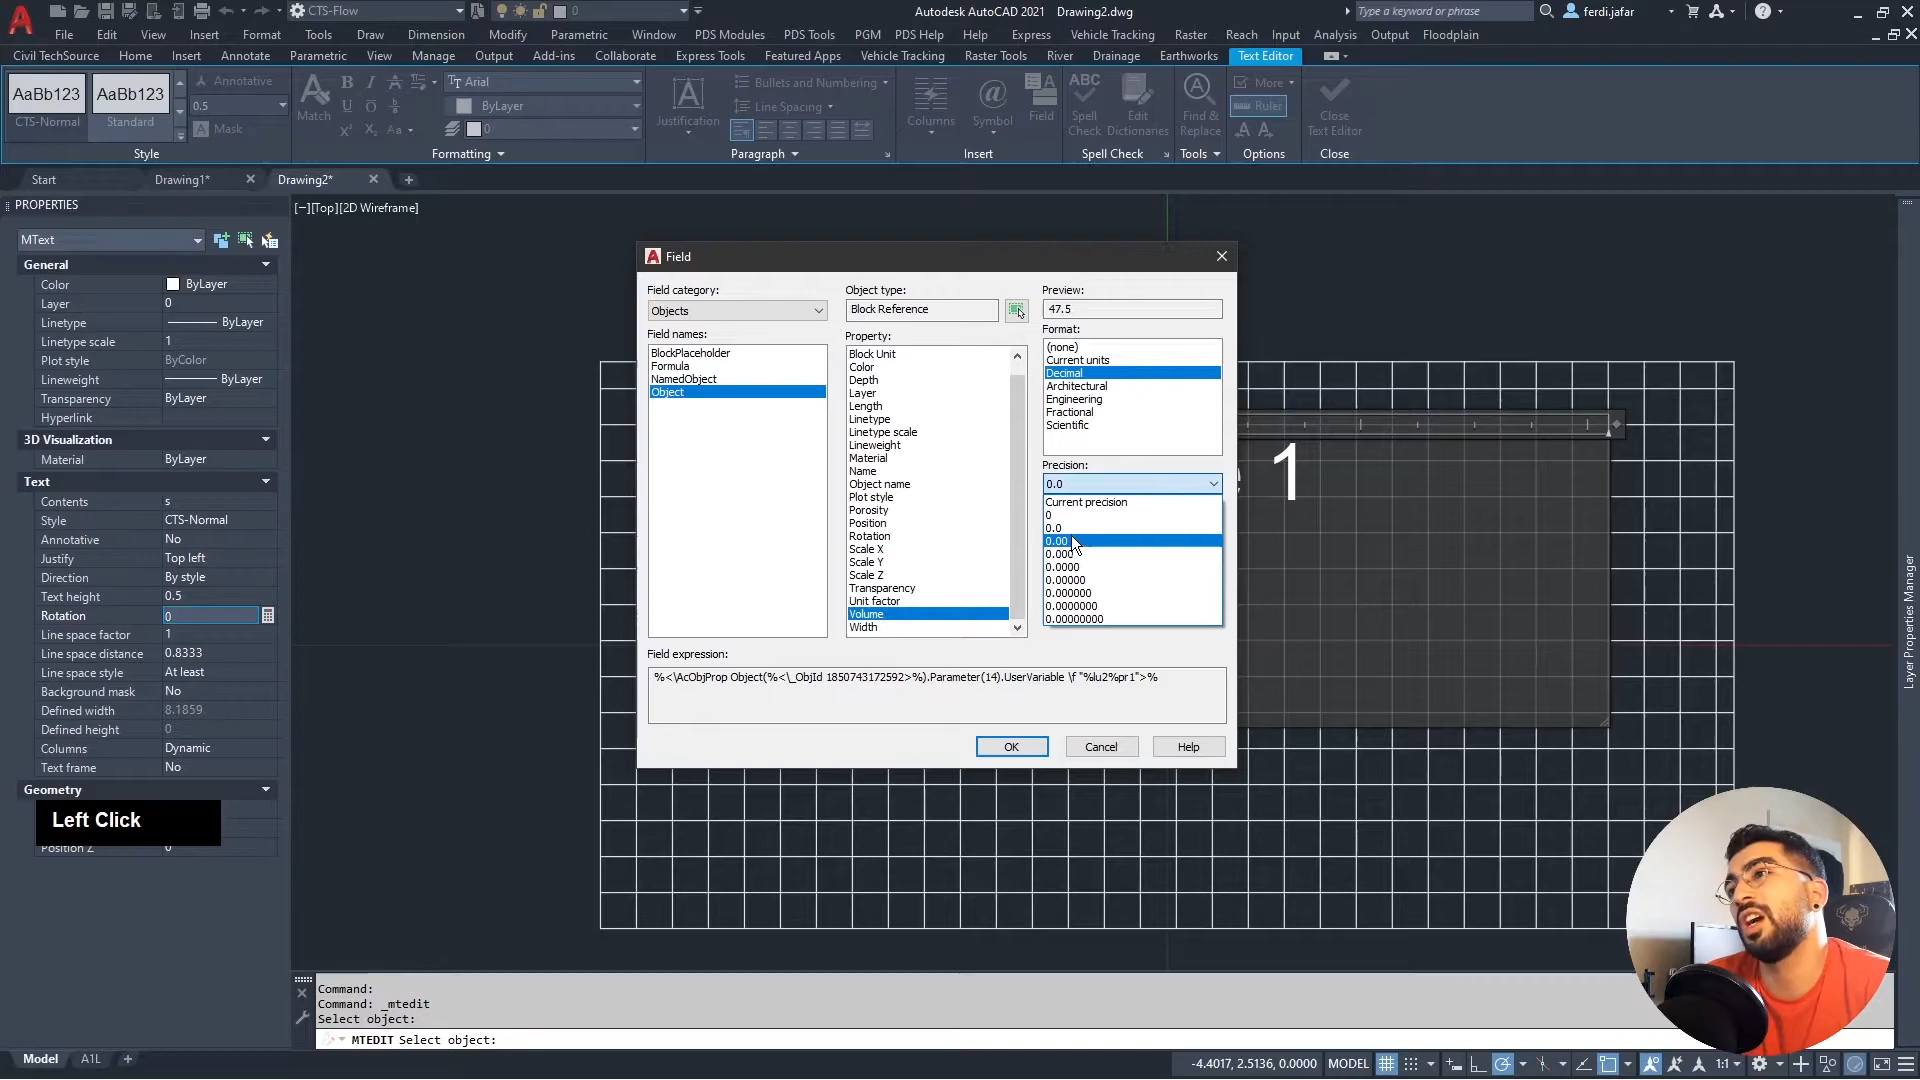 CTS-Flow
0
Autodesk AutoCAD 2021 Drawing2.dwg
Type a keyword or phrase
ferdi.jafar
File Edit View Insert Format Tools Draw Dimension Modify Parametric Window PDS Modules PDS Tools PGM PDS Help Help Express Vehicle Tracking Raster Reach Input Analysis Output Floodplain
Civil TechSource Home Insert Annotate Parametric View Manage Output Add-ins Collaborate Express Tools Featured Apps Vehicle Tracking Raster Tools River Drainage Earthworks Text Editor
AaBb123 AaBb123
CTS-Normal Standard
Annotative
0.5
Mask
Style
Match
Arial
ByLayer
0
Formatting
Justification
Bullets and Numbering
Line Spacing
Paragraph
Columns Symbol Field
Insert
Spell Check
Edit Dictionaries
Spell Check
Find & Replace
Tools
More
Ruler
Options
Close Text Editor
Close
Start Drawing1* Drawing2*
PROPERTIES
[−][Top][2D Wireframe]
MText
General
Color ByLayer
Layer 0
Linetype ByLayer
Linetype scale 1
Plot style ByColor
Lineweight ByLayer
Transparency ByLayer
Hyperlink
3D Visualization
Material ByLayer
Text
Contents s
Style CTS-Normal
Annotative No
Justify Top left
Direction By style
Text height 0.5
Rotation 0
Line space factor 1
Line space distance 0.8333
Line space style At least
Background mask No
Defined width 8.1859
Defined height 0
Columns Dynamic
Text frame No
Geometry
Left Click
Position Z 0
Field
Field category:
Objects
Field names:
BlockPlaceholder
Formula
NamedObject
Object
Object type:
Block Reference
Property:
Block Unit
Color
Depth
Layer
Length
Linetype
Linetype scale
Lineweight
Material
Name
Object name
Plot style
Porosity
Position
Rotation
Scale X
Scale Y
Scale Z
Transparency
Unit factor
Volume
Width
Preview:
47.5
Format:
(none)
Current units
Decimal
Architectural
Engineering
Fractional
Scientific
Precision:
0.0
Current precision
0
0.0
0.00
0.000
0.0000
0.00000
0.000000
0.0000000
0.00000000
Field expression:
%<\AcObjProp Object(%<\_ObjId 1850743172592>%).Parameter(14).UserVariable \f "%lu2%pr1">%
OK Cancel Help
1
Layer Properties Manager
Command:
Command: _mtedit
Select object:
MTEDIT Select object:
Model A1L
-4.4017, 2.5136, 0.0000 MODEL 1:1